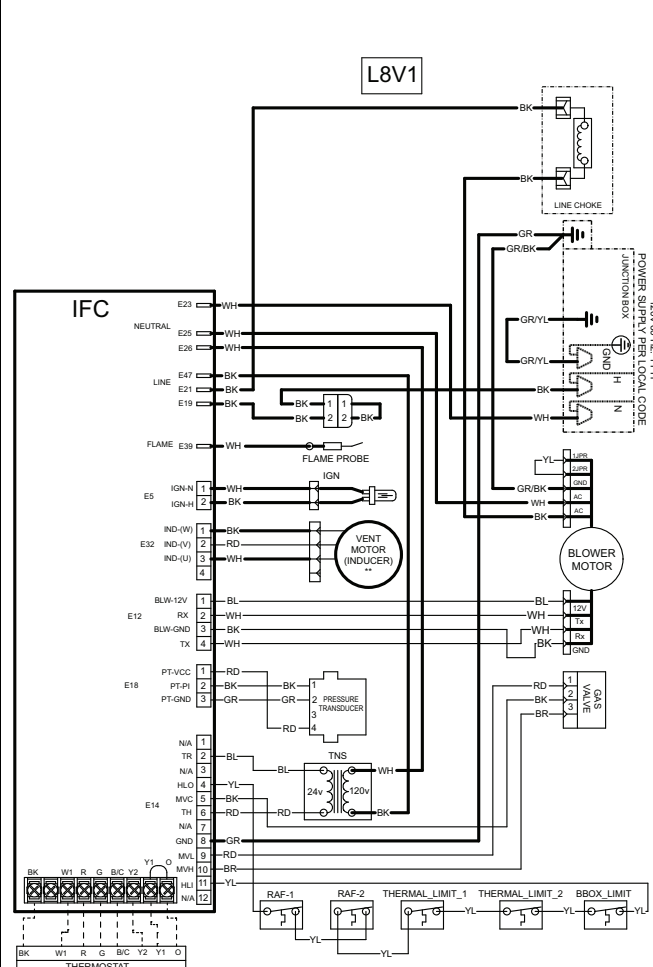 L8V1
BK
BK
LINE CHOKE
GR
GR/BK
JUNCTION BOX
POWER SUPPLY PER LOCAL CODE
GR/YL
GR/YL
GND
BK
H
WH
N
IFC
E23 WH
NEUTRAL
E25 WH
E26 WH
E47 BK
LINE
E21 BK
E19 BK
BK 1 1
BK 2 2 BK
FLAME E39 WH
FLAME PROBE
IGN
E5
IGN-N 1 WH
IGN-H 2 BK
E32
IND-(W) 1 BK
IND-(V) 2 RD
IND-(U) 3 WH
4
VENT
MOTOR
(INDUCER)
**
YL 1JPR
2JPR
GR/BK GND
WH AC
BK AC
BLOWER
MOTOR
E12
BLW-12V 1 BL
RX 2 WH
BLW-GND 3 BK
TX 4 WH
BL 12V
WH Tx
WH Rx
BK GND
E18
PT-VCC 1 RD
PT-PI 2 BK
PT-GND 3 GR
BK 1
GR 2
3
RD 4
PRESSURE
TRANSDUCER
RD 1
BK 2
BR 3
GAS
VALVE
E14
N/A 1
TR 2 BL
N/A 3
HLO 4 YL
MVC 5 BK
TH 6 RD
N/A 7
GND 8 GR
MVL 9 RD
MVH 10 BR
HLI 11 YL
N/A 12
TNS
BL
WH
24v
120v
RD
BK
BK W1 R G B/C Y2 Y1 O
RAF-1
RAF-2
THERMAL_LIMIT_1
THERMAL_LIMIT_2
BBOX_LIMIT
YL
YL
YL
YL
YL
BK W1 R G B/C Y2 Y1 O
THERMOSTAT